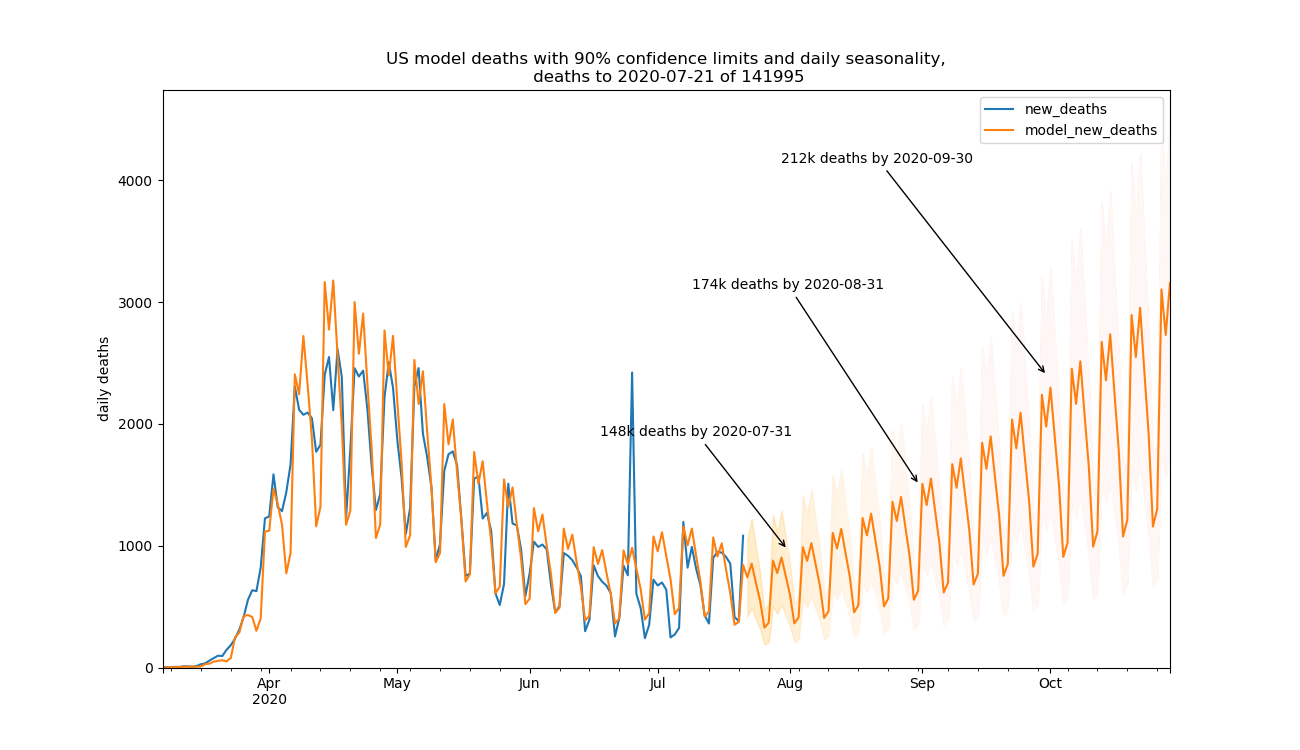 US model deaths with 90% confidence limits and daily seasonality,
deaths to 2020-07-21 of 141995
new_deaths
model_new_deaths
212k deaths by 2020-09-30
174k deaths by 2020-08-31
148k deaths by 2020-07-31
daily deaths
4000
3000
2000
1000
0
Apr
2020
May
Jun
Jul
Aug
Sep
Oct